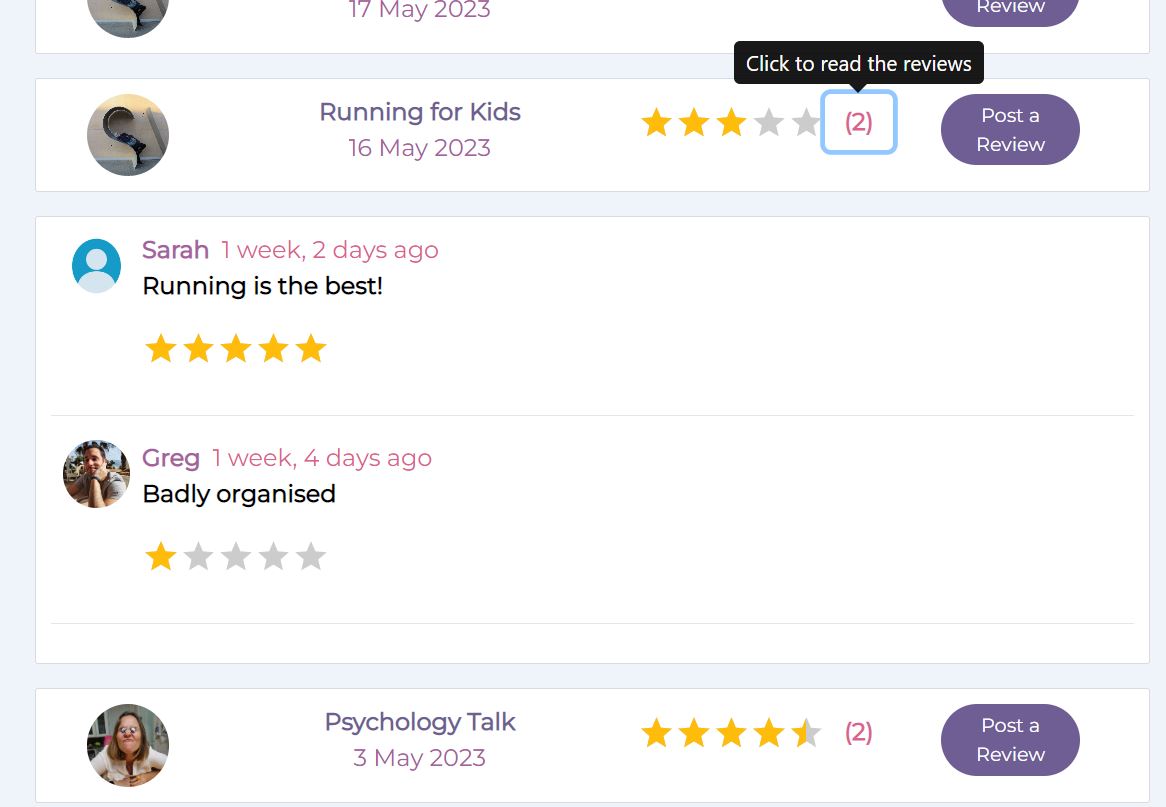 17 May 2023
Review
Click to read the reviews
Running for Kids
16 May 2023
(2)
Post a
Review
Sarah 1 week, 2 days ago
Running is the best!
Greg 1 week, 4 days ago
Badly organised
Psychology Talk
3 May 2023
(2)
Post a
Review